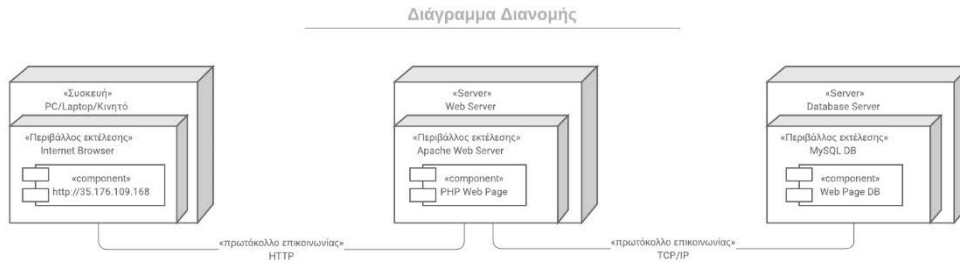 Διάγραμμα Διανομής
«Συσκευή»
PC/Laptop/Κινητό
«Περιβάλλος εκτέλεσης»
Internet Browser
«component»
http://35.176.109.168
«Server»
Web Server
«Περιβάλλος εκτέλεσης»
Apache Web Server
«component»
PHP Web Page
«Server»
Database Server
«Περιβάλλος εκτέλεσης»
MySQL DB
«component»
Web Page DB
«πρωτόκολλο επικοινωνίας»
HTTP
«πρωτόκολλο επικοινωνίας»
TCP/IP